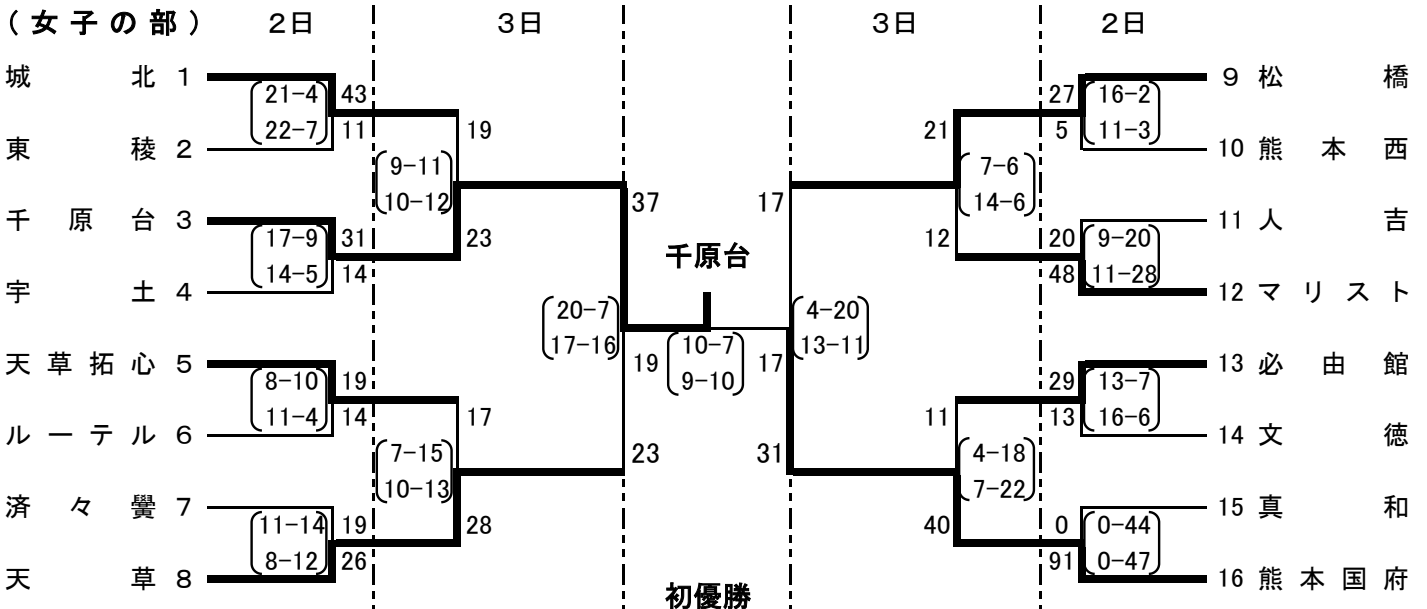 (女子の部) 2日 3日 3日 2日
城北 1 9 松橋
21-4 43 27 16-2
22-7 11 5 11-3
東稜 2 19 21 10 熊本西
9-11 7-6
10-12 14-6
千原台 3 37 17 11 人吉
17-9 31 23 12 20 9-20
14-5 14 千原台 48 11-28
宇土 4 12 マリスト
20-7 4-20
17-16 13-11
天草拓心 5 19 10-7 17 13 必由館
9-10
8-10 19 29 13-7
11-4 14 17 11 13 16-6
ルーテル 6 14 文徳
7-15 23 31 4-18
10-13 7-22
済々黌 7 15 真和
11-14 19 28 40 0 0-44
8-12 26 91 0-47
天草 8 初優勝 16 熊本国府